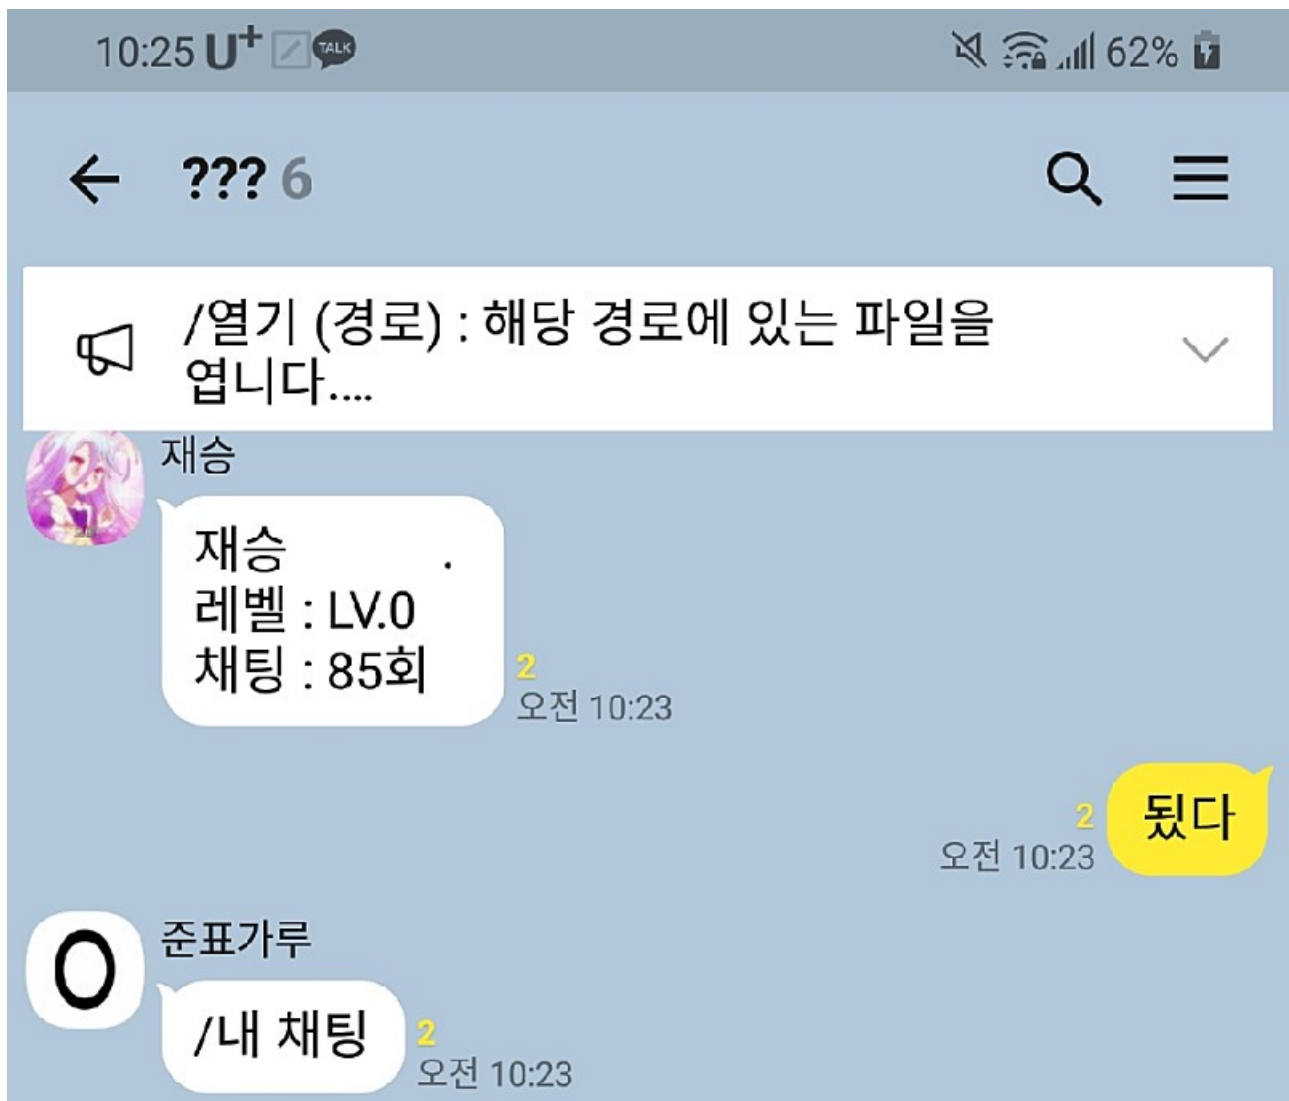 10:25 U+ TALK 62%
??? 6
/열기 (경로) : 해당 경로에 있는 파일을
엽니다....
재승
재승 .
레벨 : LV.0
채팅 : 85회
2
오전 10:23
됬다
2
오전 10:23
준표가루
O
/내 채팅
2
오전 10:23